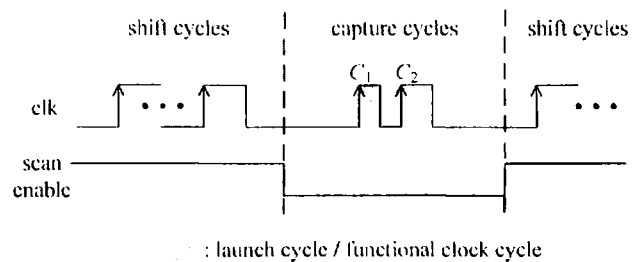 shift cycles capture cycles shift cycles
C1 C2
clk
scan
enable
: launch cycle / functional clock cycle